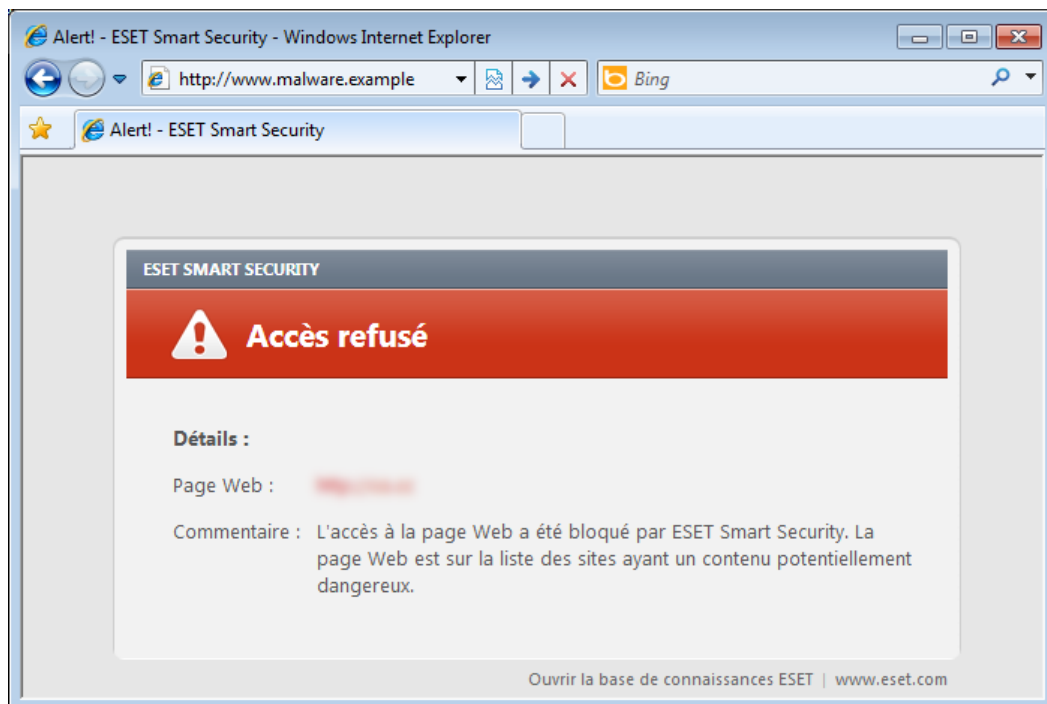 Alert! - ESET Smart Security - Windows Internet Explorer
http://www.malware.example
Bing
Alert! - ESET Smart Security
ESET SMART SECURITY
Accès refusé
Détails :
Page Web :
Commentaire : L'accès à la page Web a été bloqué par ESET Smart Security. La
page Web est sur la liste des sites ayant un contenu potentiellement
dangereux.
Ouvrir la base de connaissances ESET | www.eset.com